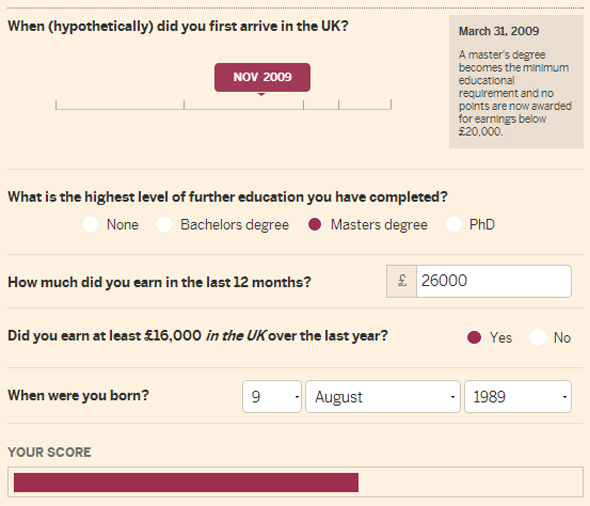 When (hypothetically) did you first arrive in the UK?
NOV 2009
March 31, 2009
A master's degree
becomes the minimum
educational
requirement and no
points are now awarded
for earnings below
£20,000.
What is the highest level of further education you have completed?
None Bachelors degree Masters degree PhD
How much did you earn in the last 12 months? £ 26000
Did you earn at least £16,000 in the UK over the last year? Yes No
When were you born? 9 August 1989
YOUR SCORE